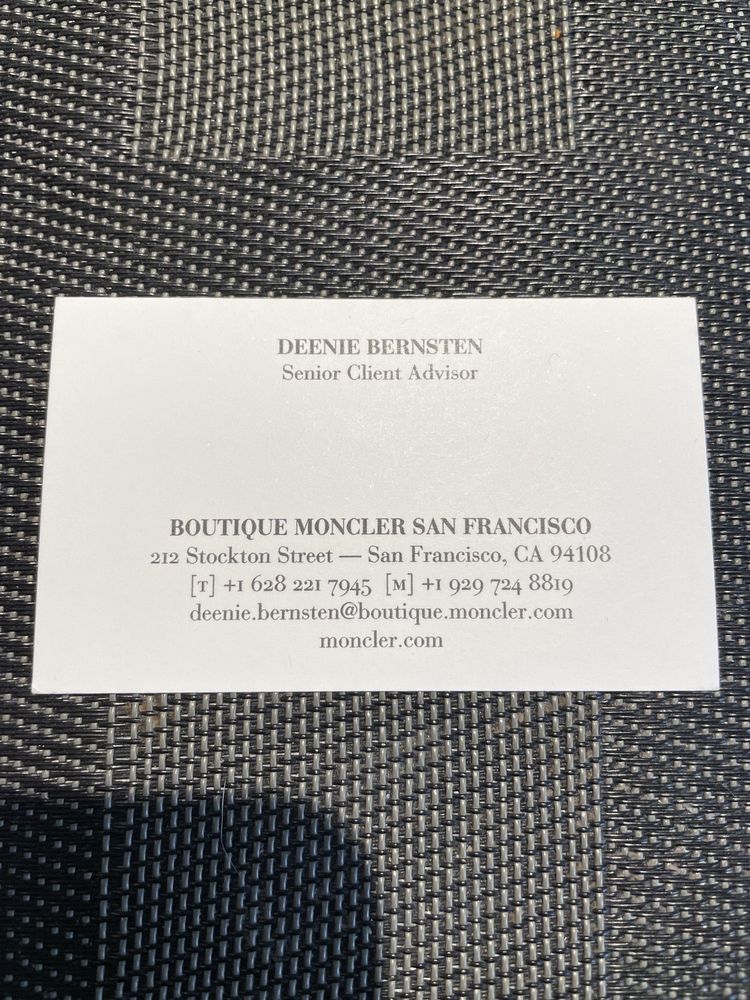 DEENIE BERNSTEN
Senior Client Advisor
BOUTIQUE MONCLER SAN FRANCISCO
212 Stockton Street — San Francisco, CA 94108
[T] +1 628 221 7945 [M] +1 929 724 8819
deenie.bernsten@boutique.moncler.com
moncler.com